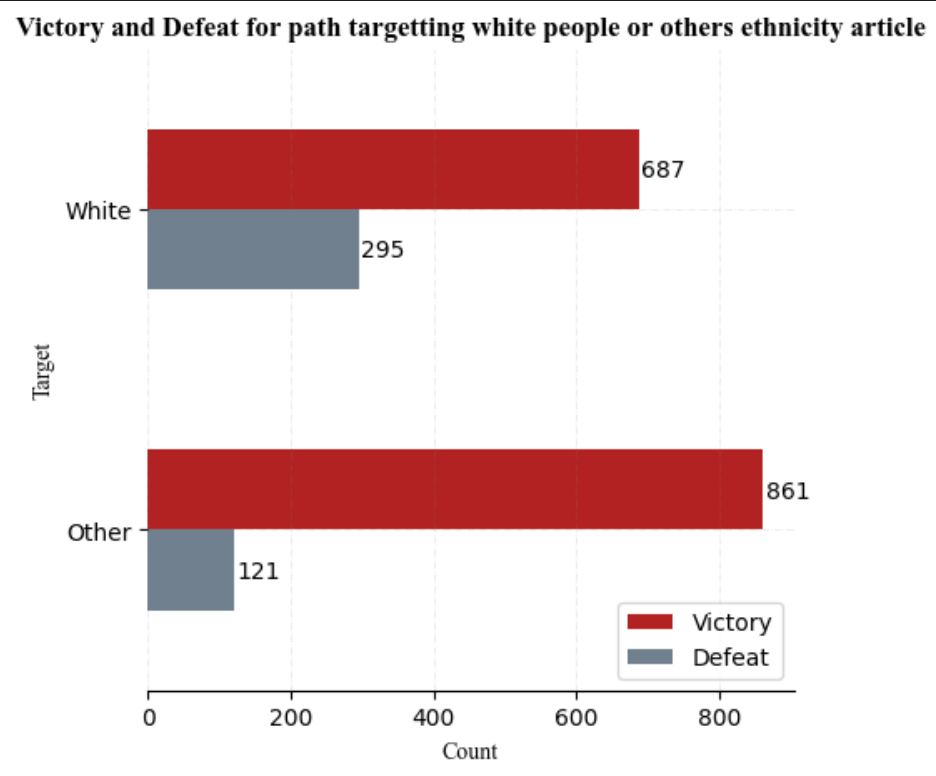 Victory and Defeat for path targetting white people or others ethnicity article
687
White
295
Target
861
Other
121
Victory
Defeat
0 200 400 600 800
Count